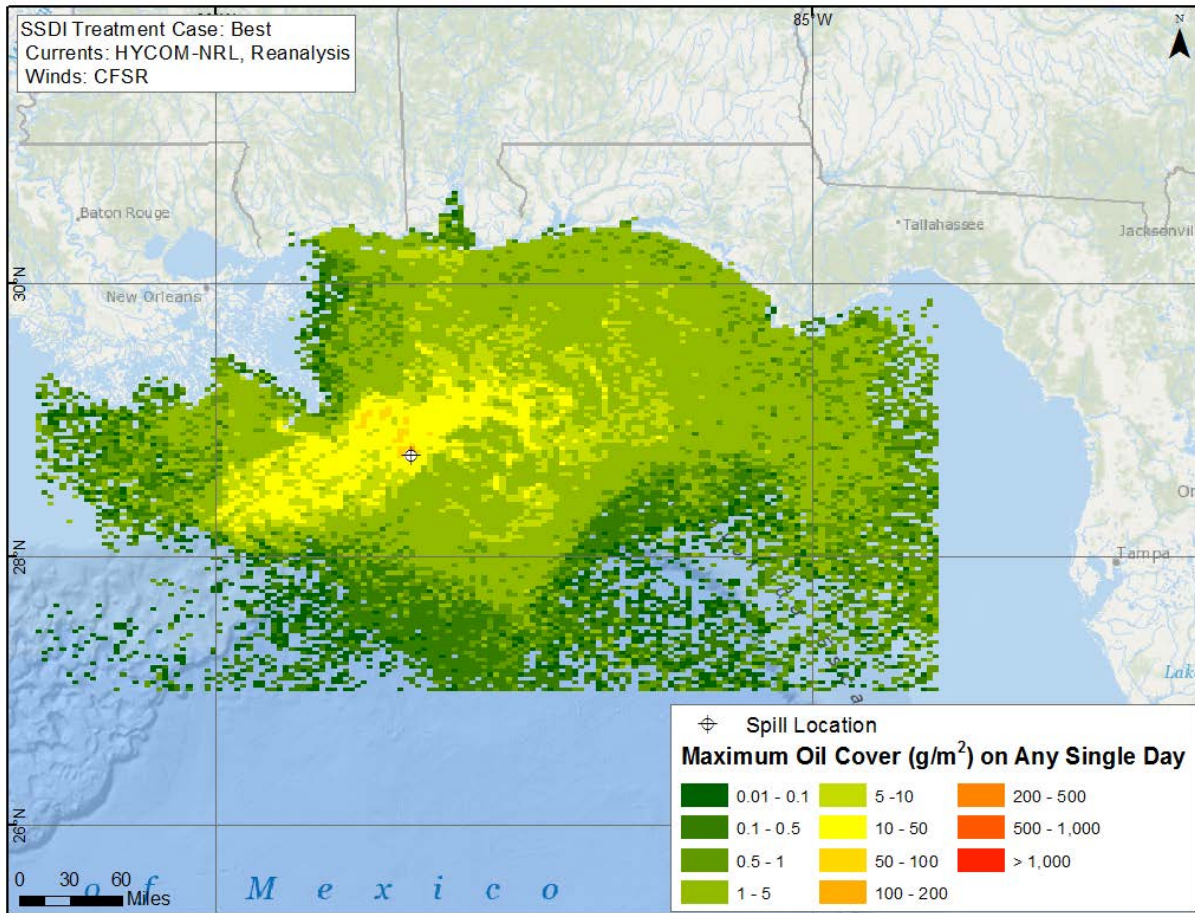 SSDI Treatment Case: Best
Currents: HYCOM-NRL, Reanalysis
Winds: CFSR
85°W
N
Baton Rouge
Tallahassee
Jacksonvil
New Orleans
30°N
28°N
Tampa
Or
Lake
26°N
0 30 60
Miles
of Mexico
Spill Location
Maximum Oil Cover (g/m²) on Any Single Day
0.01 - 0.1
0.1 - 0.5
0.5 - 1
1 - 5
5 -10
10 - 50
50 - 100
100 - 200
200 - 500
500 - 1,000
> 1,000